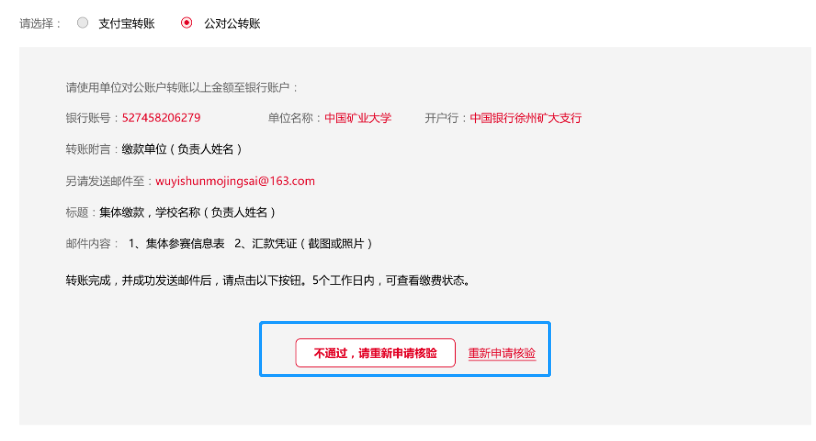 请选择： 支付宝转账 公对公转账
请使用单位对公账户转账以上金额至银行账户：
银行账号：527458206279 单位名称：中国矿业大学 开户行：中国银行徐州矿大支行
转账附言：缴款单位（负责人姓名）
另请发送邮件至：wuyishunmojingsai@163.com
标题：集体缴款，学校名称（负责人姓名）
邮件内容： 1、集体参赛信息表 2、汇款凭证（截图或照片）
转账完成，并成功发送邮件后，请点击以下按钮。5个工作日内，可查看缴费状态。
不通过，请重新申请核验 重新申请核验